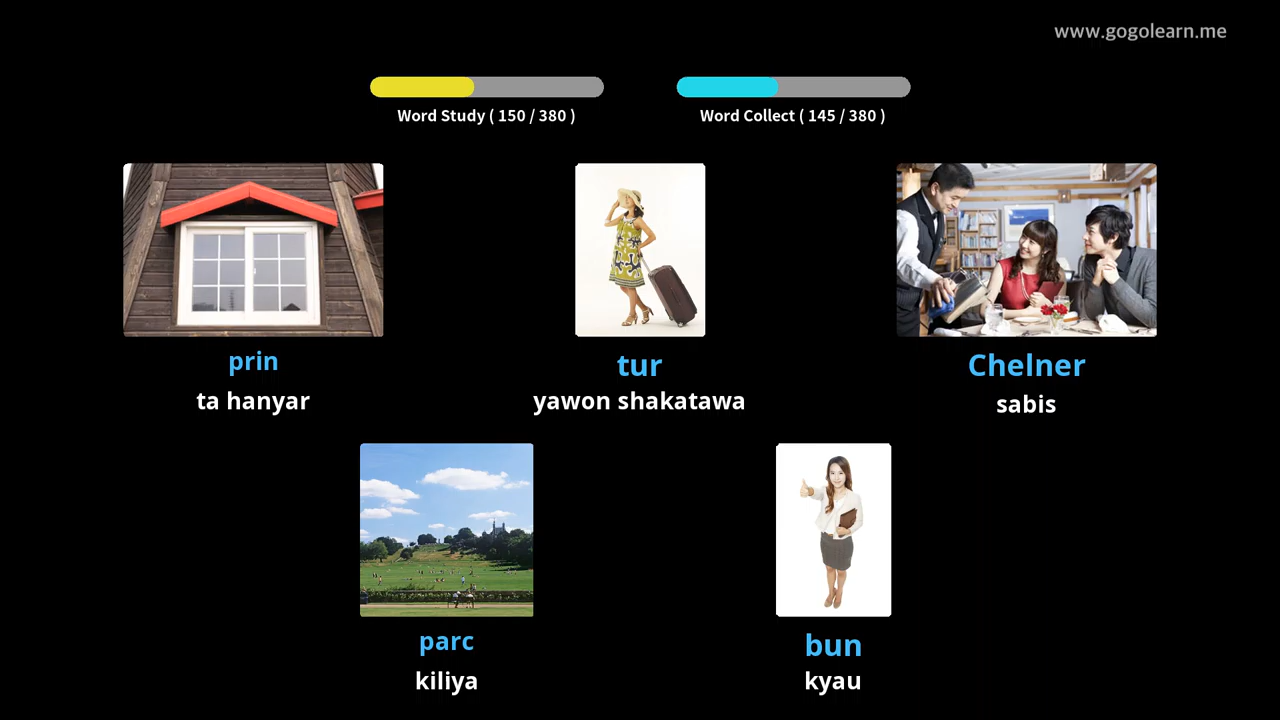 www.gogolearn.me
Word Study ( 150 / 380 )
Word Collect ( 145 / 380 )
prin
ta hanyar
tur
yawon shakatawa
Chelner
sabis
parc
kiliya
bun
kyau